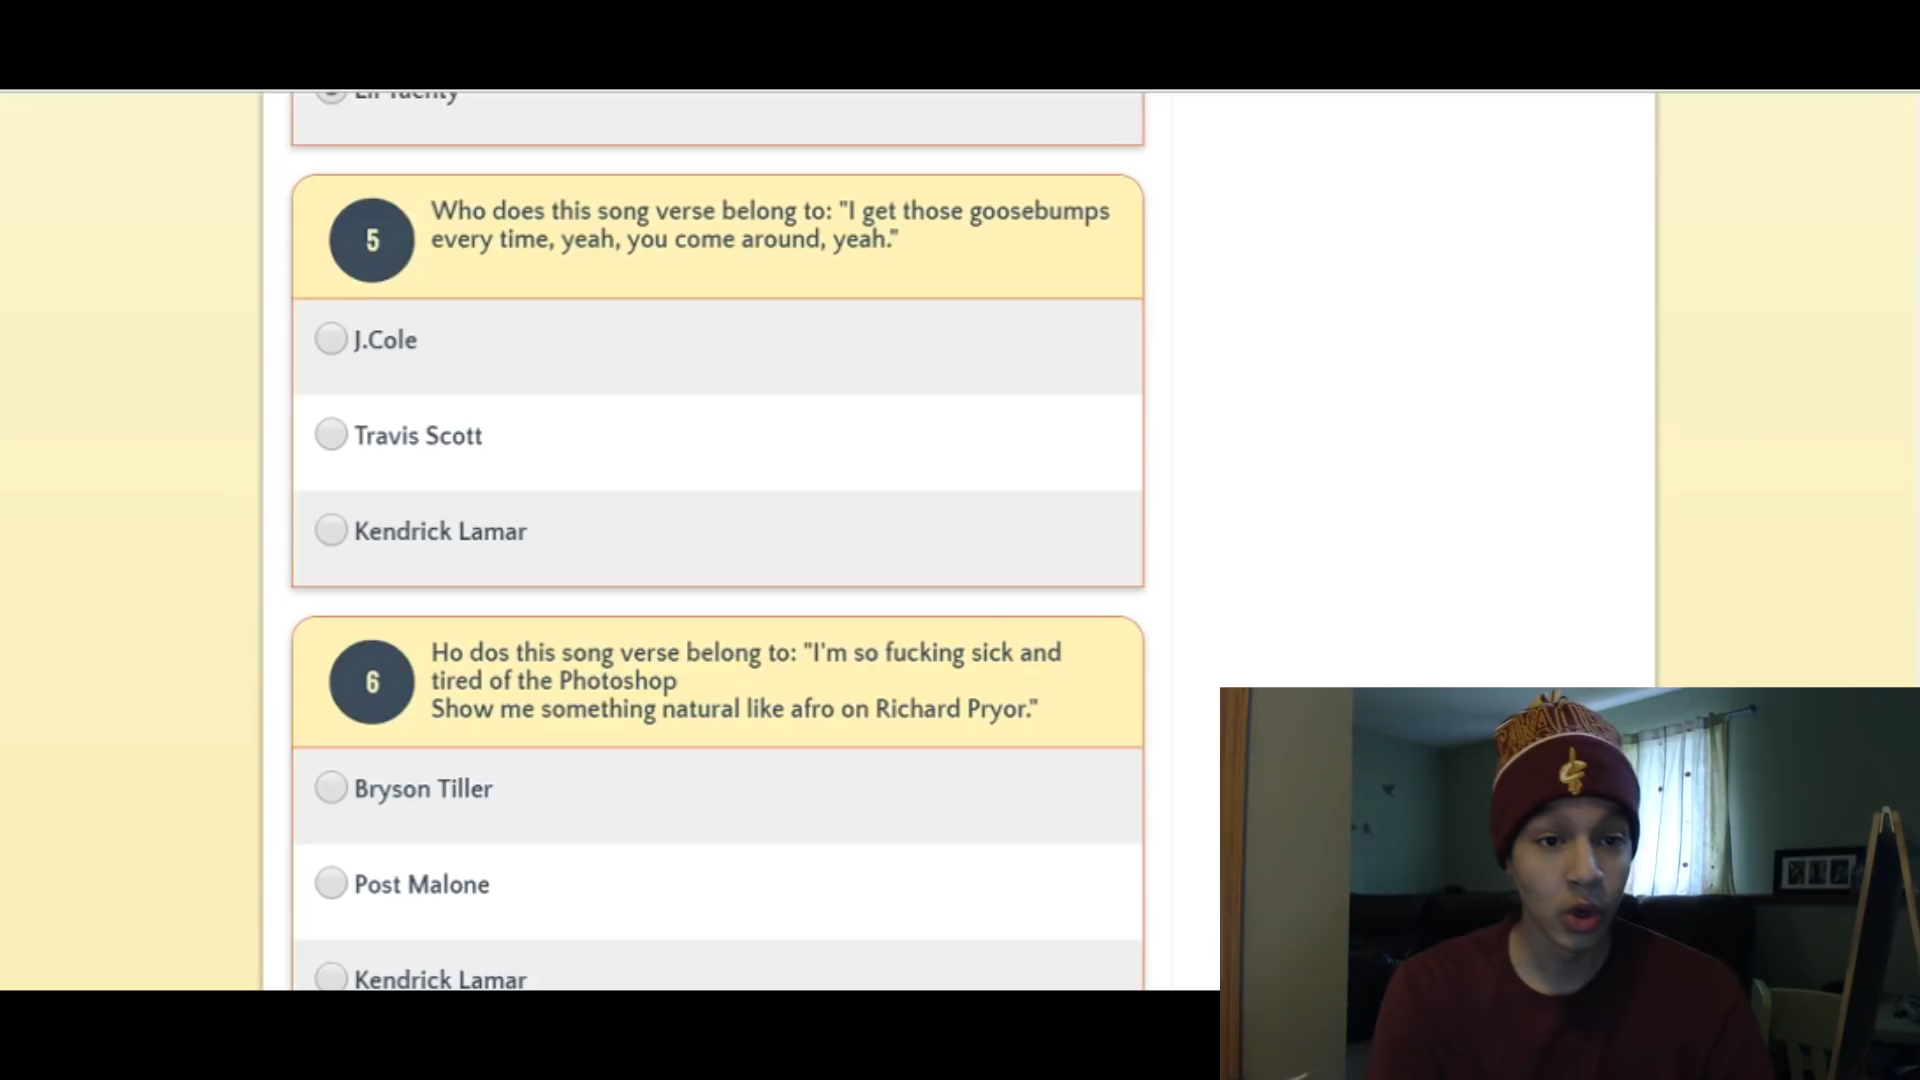 5
Who does this song verse belong to: "I get those goosebumps
every time, yeah, you come around, yeah."
J.Cole
Travis Scott
Kendrick Lamar
6
Ho dos this song verse belong to: "I'm so fucking sick and
tired of the Photoshop
Show me something natural like afro on Richard Pryor."
Bryson Tiller
Post Malone
Kendrick Lamar